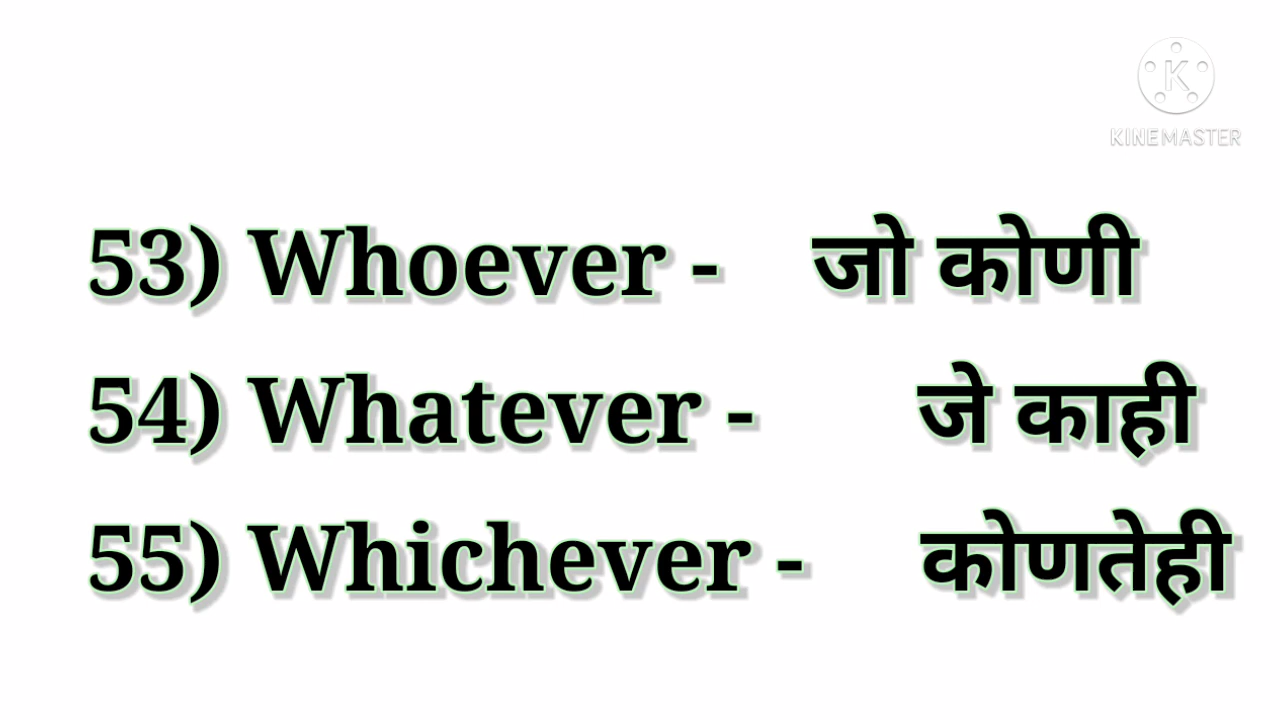 K
KINEMASTER
53) Whoever - जो कोणी
54) Whatever - जे काही
55) Whichever - कोणतेही